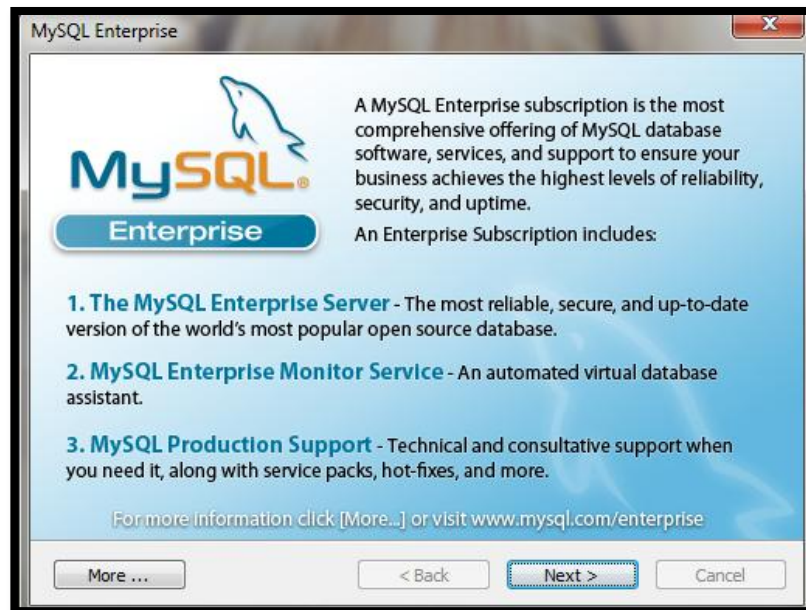 MySQL Enterprise
MySQL®
Enterprise
A MySQL Enterprise subscription is the most
comprehensive offering of MySQL database
software, services, and support to ensure your
business achieves the highest levels of reliability,
security, and uptime.
An Enterprise Subscription includes:
1. The MySQL Enterprise Server - The most reliable, secure, and up-to-date
version of the world's most popular open source database.
2. MySQL Enterprise Monitor Service - An automated virtual database
assistant.
3. MySQL Production Support - Technical and consultative support when
you need it, along with service packs, hot-fixes, and more.
For more information click [More...] or visit www.mysql.com/enterprise
More ...
< Back
Next >
Cancel